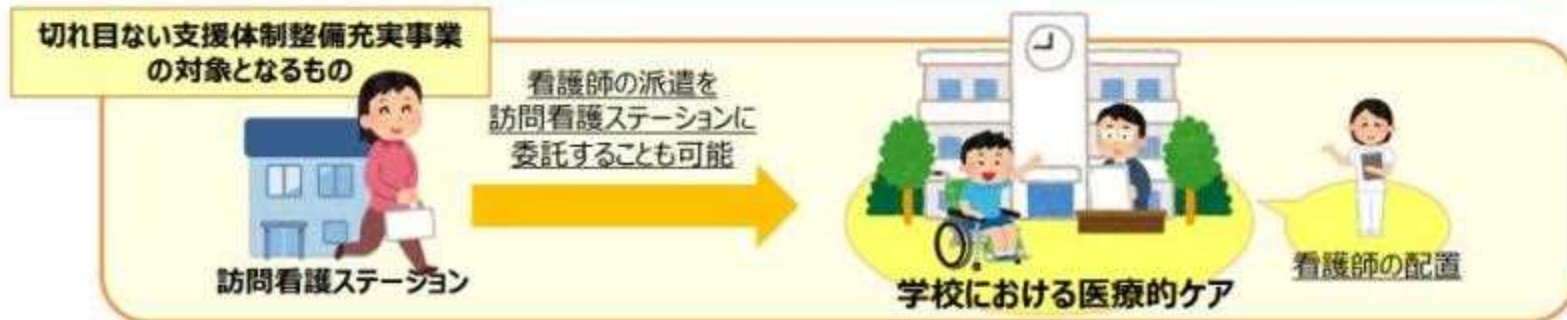 切れ目ない支援体制整備充実事業
の対象となるもの
看護師の派遣を
訪問看護ステーションに
委託することも可能
訪問看護ステーション
学校における医療的ケア
看護師の配置